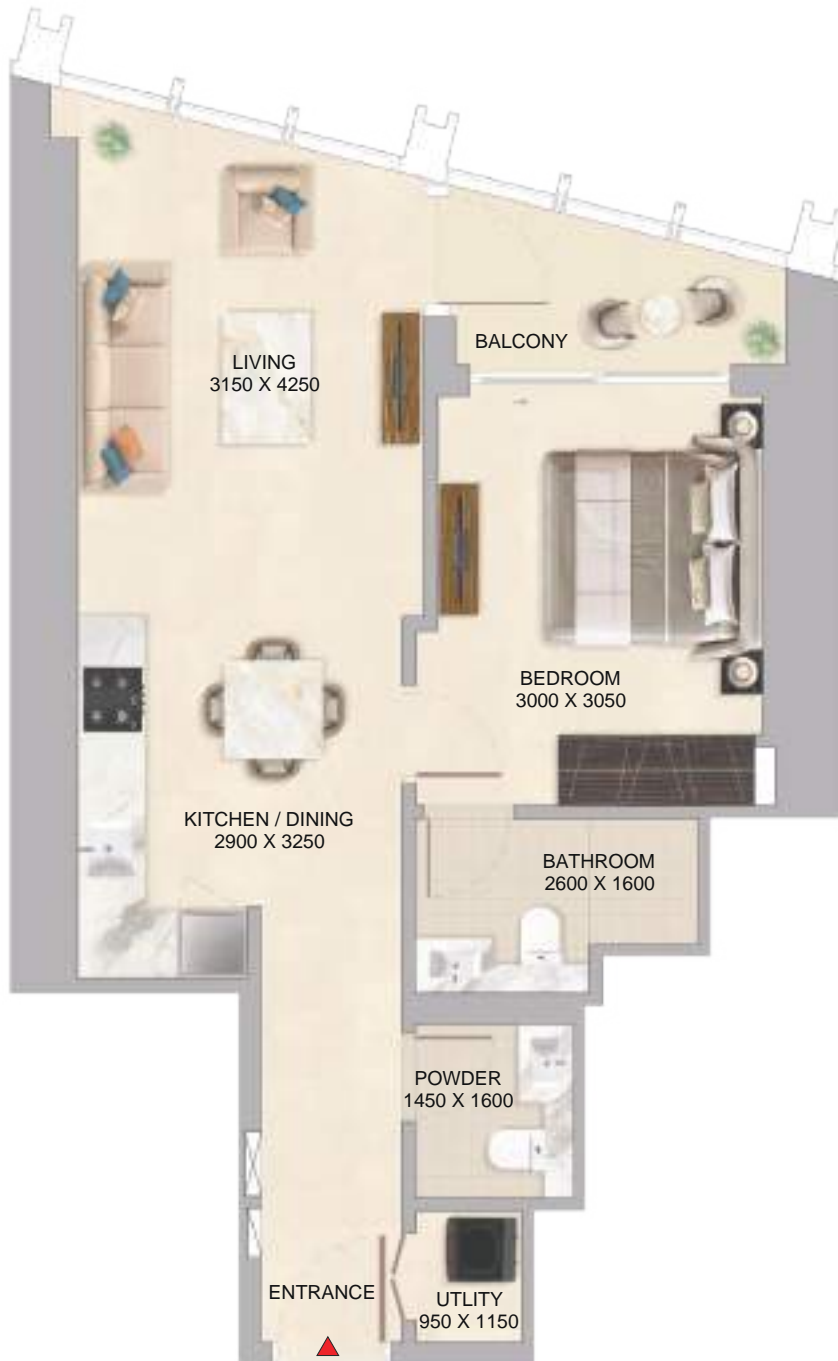 BALCONY
LIVING
3150 X 4250
BEDROOM
3000 X 3050
KITCHEN / DINING
2900 X 3250
BATHROOM
2600 X 1600
POWDER
1450 X 1600
ENTRANCE
UTLITY
950 X 1150